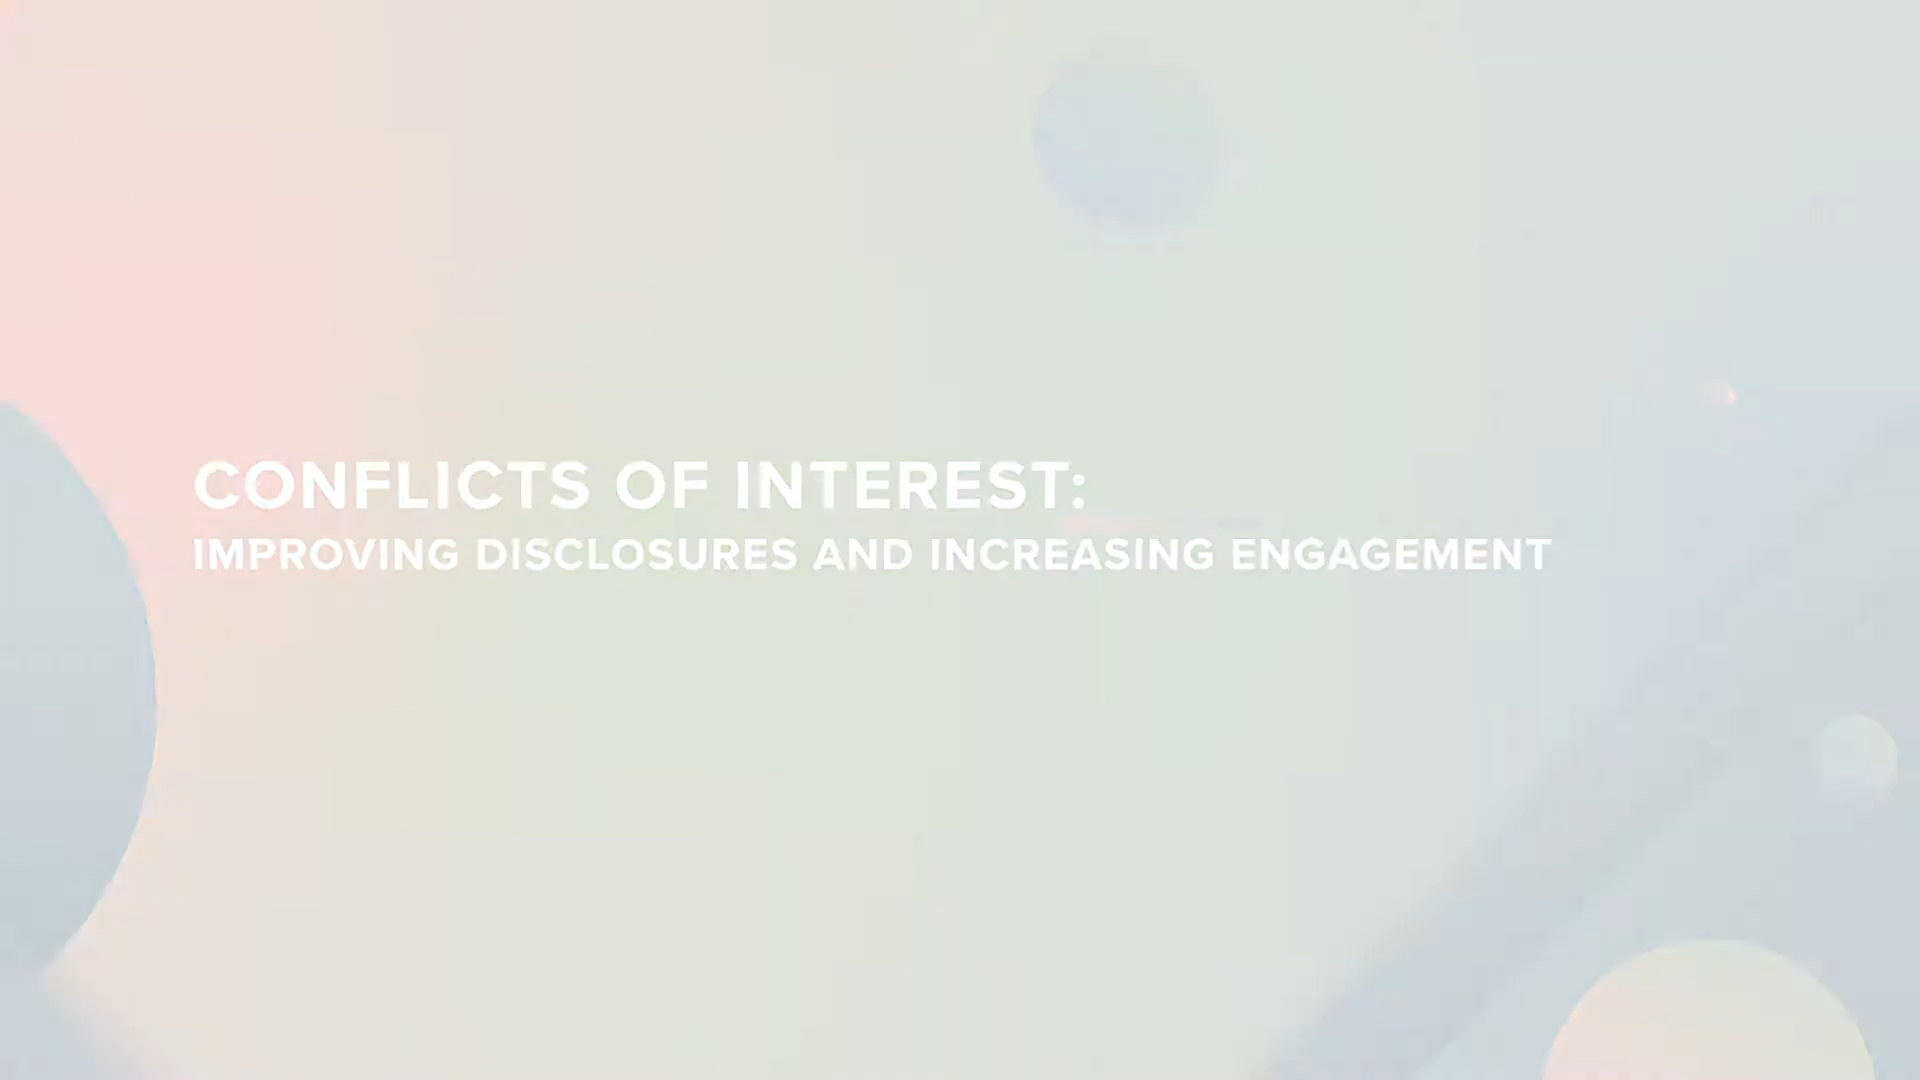 CONFLICTS OF INTEREST:
IMPROVING DISCLOSURES AND INCREASING ENGAGEMENT